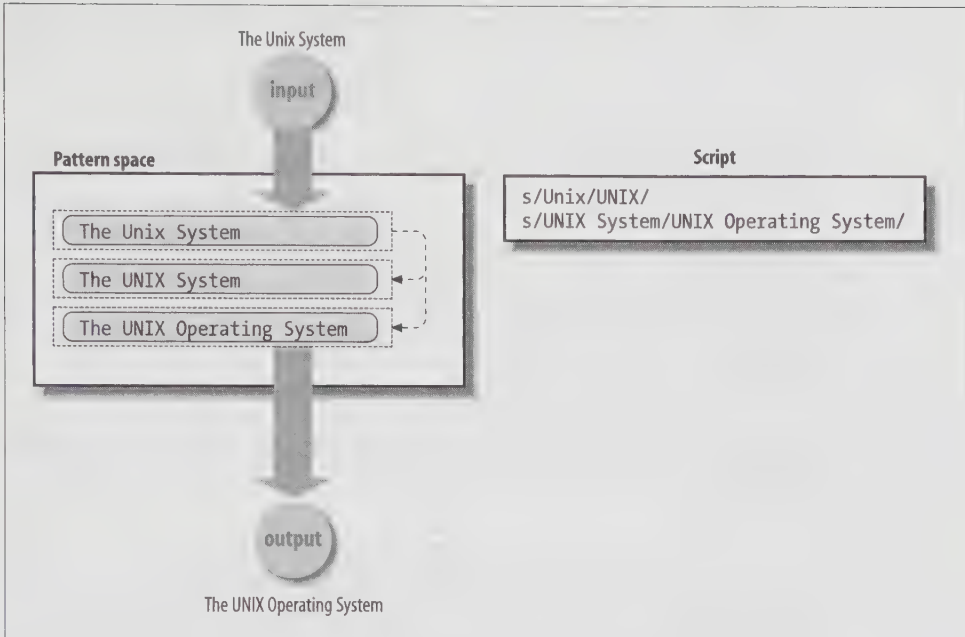 The Unix System
input
Pattern space
The Unix System
The UNIX System
The UNIX Operating System
output
The UNIX Operating System
Script
s/Unix/UNIX/
s/UNIX System/UNIX Operating System/